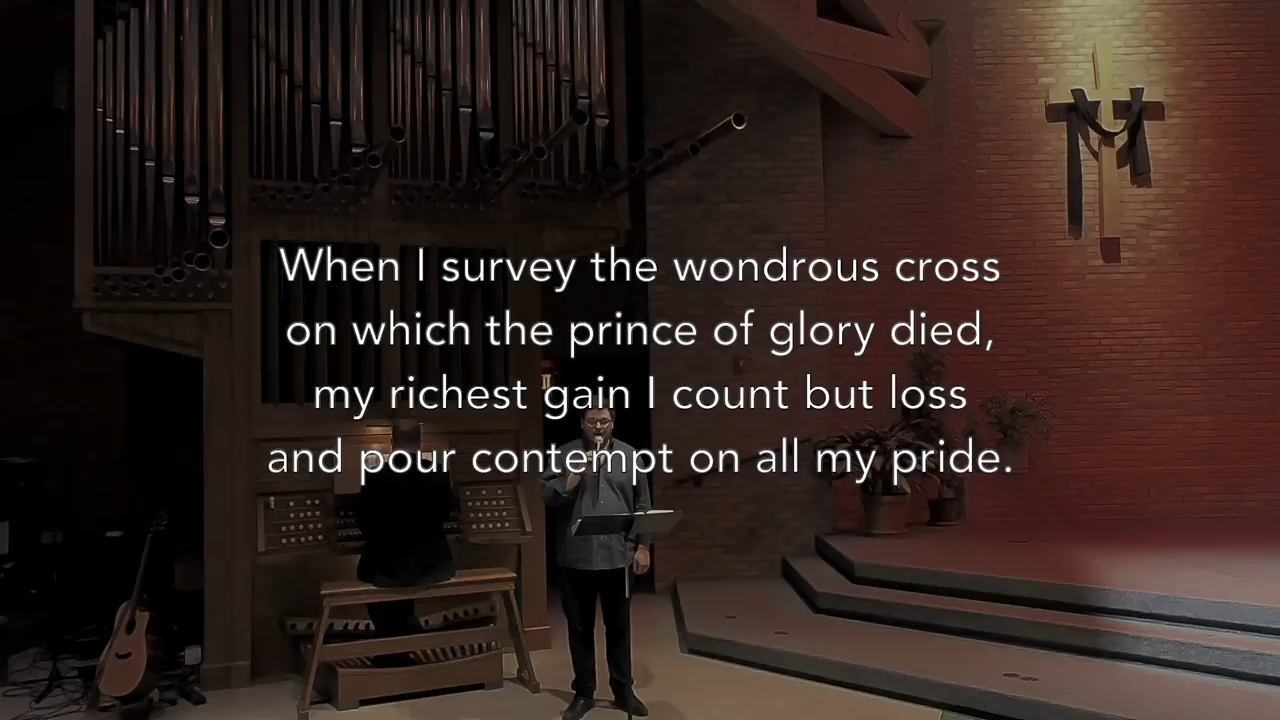 When I survey the wondrous cross
on which the prince of glory died,
my richest gain I count but loss
and pour contempt on all my pride.